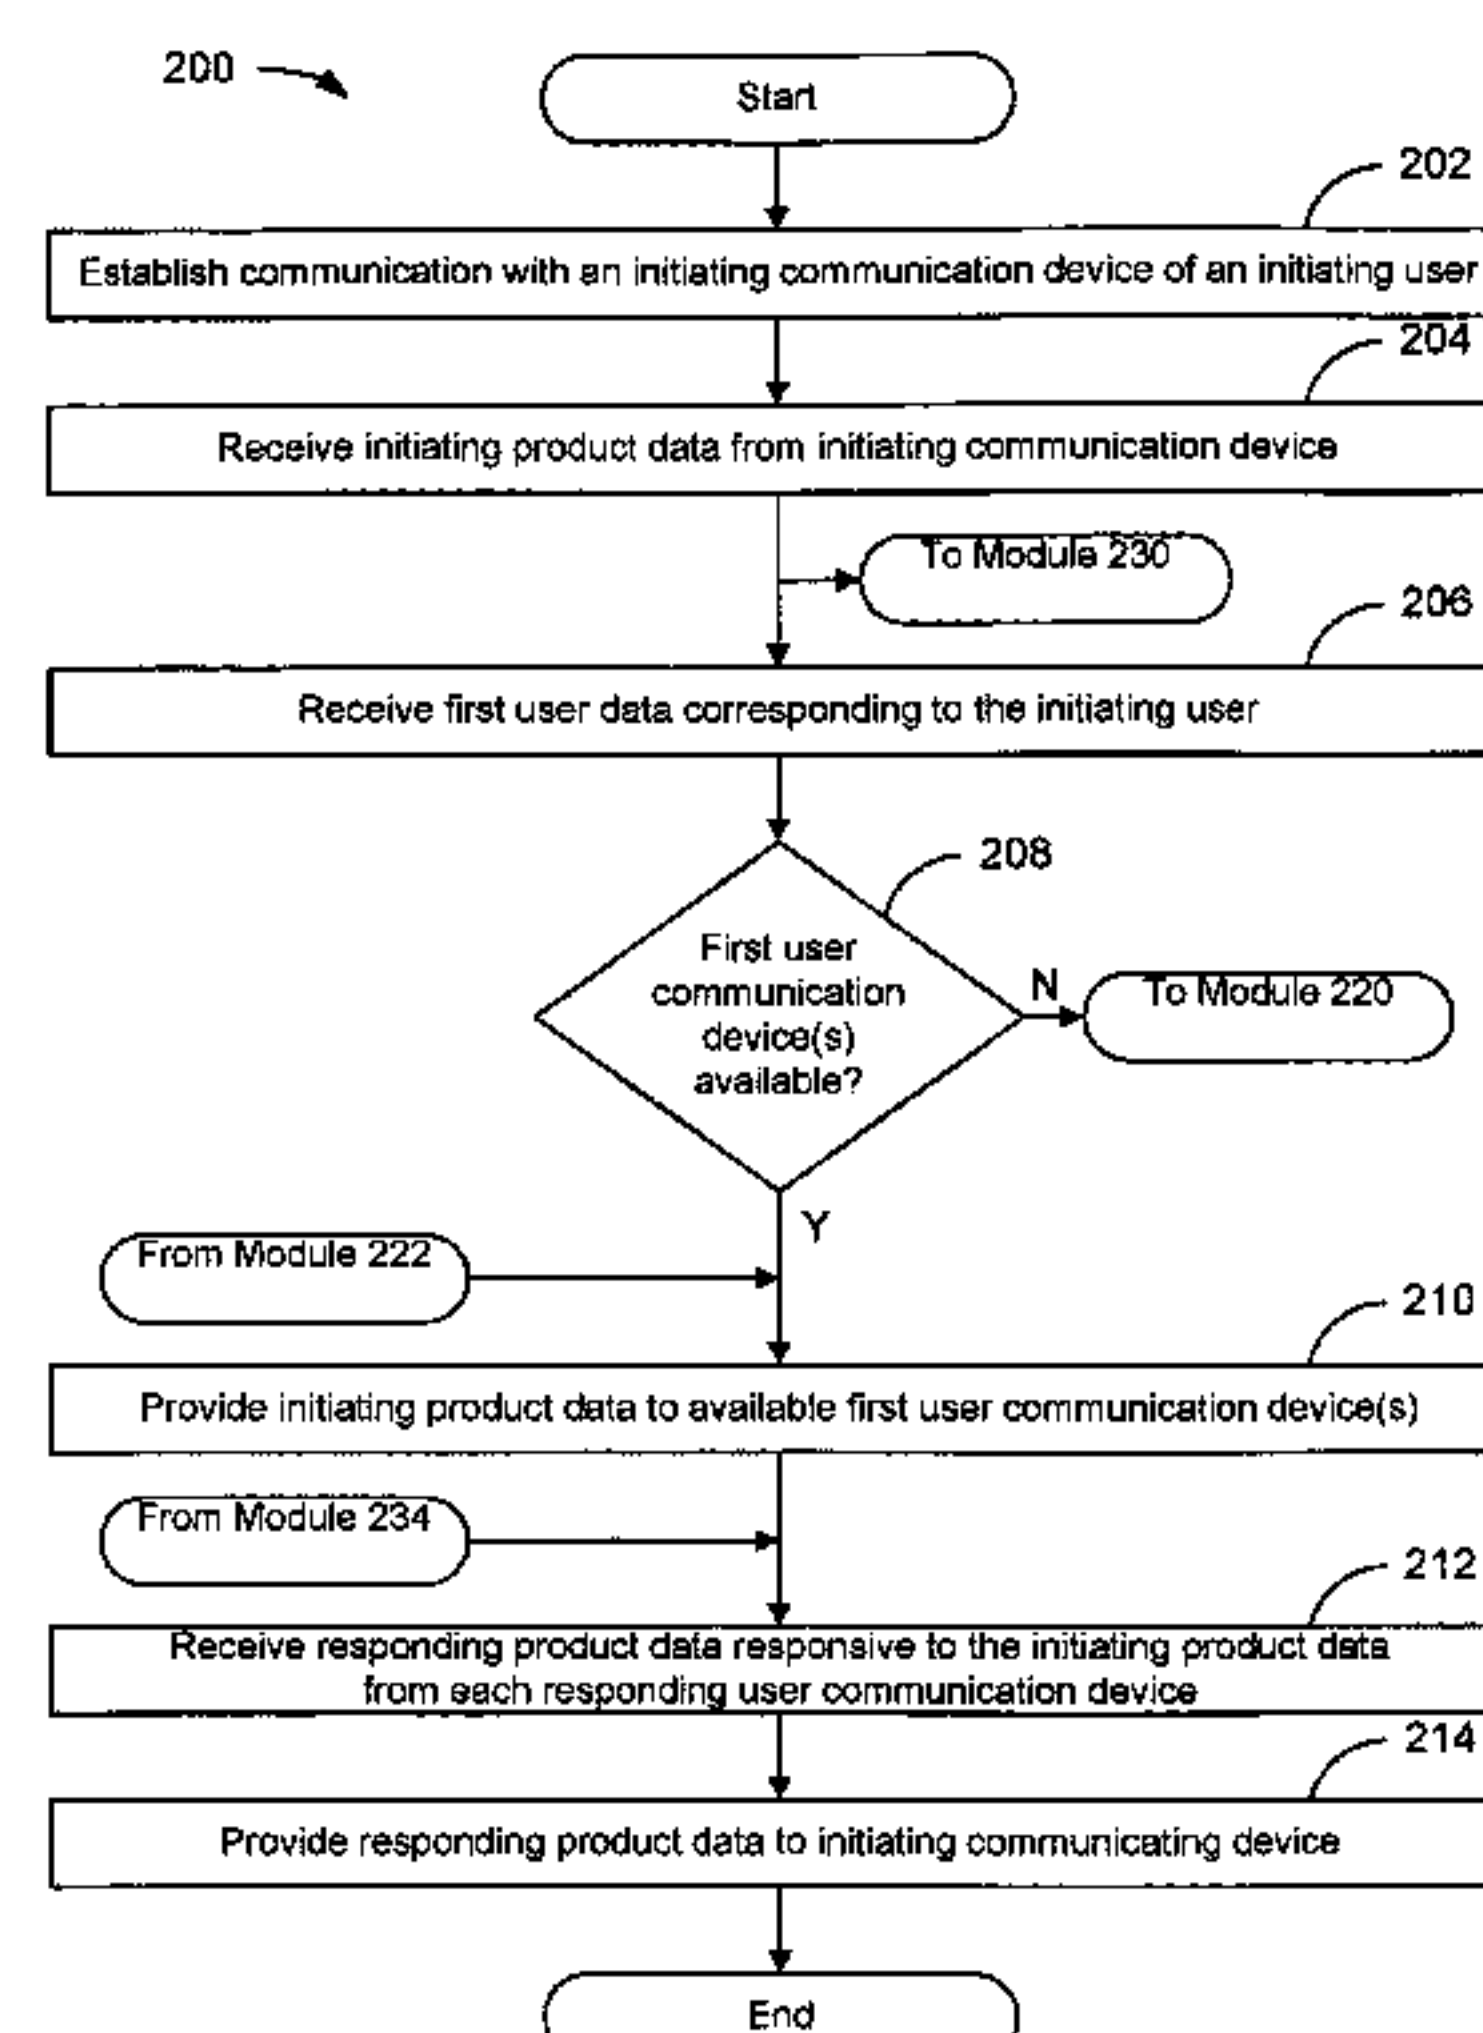 200
Start
202
Establish communication with an initiating communication device of an initiating user
204
Receive initiating product data from initiating communication device
To Module 230
206
Receive first user data corresponding to the initiating user
208
First user
communication
device(s)
available?
N
To Module 220
Y
From Module 222
210
Provide initiating product data to available first user communication device(s)
From Module 234
212
Receive responding product data responsive to the initiating product data
from each responding user communication device
214
Provide responding product data to initiating communicating device
End